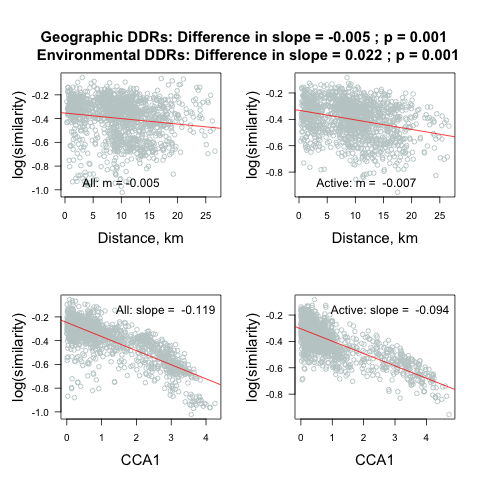 Geographic DDRs: Difference in slope = -0.005 ; p = 0.001
Environmental DDRs: Difference in slope = 0.022 ; p = 0.001
log(similarity)
-0.2
-0.4
-0.6
-0.8
-1.0
All: m = -0.005
0 5 10 15 20 25
Distance, km
log(similarity)
-0.2
-0.4
-0.6
-0.8
Active: m = -0.007
0 5 10 15 20 25
Distance, km
log(similarity)
-0.2
-0.4
-0.6
-0.8
-1.0
All: slope = -0.119
0 1 2 3 4
CCA1
log(similarity)
-0.2
-0.4
-0.6
-0.8
Active: slope = -0.094
0 1 2 3 4
CCA1